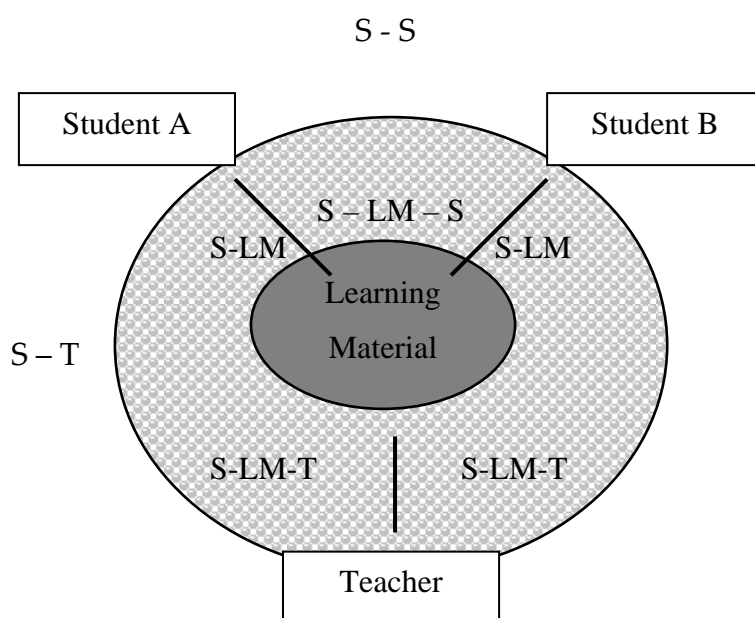 S - S
Student A
Student B
S – LM – S
S-LM
S-LM
Learning
Material
S – T
S-LM-T
S-LM-T
Teacher